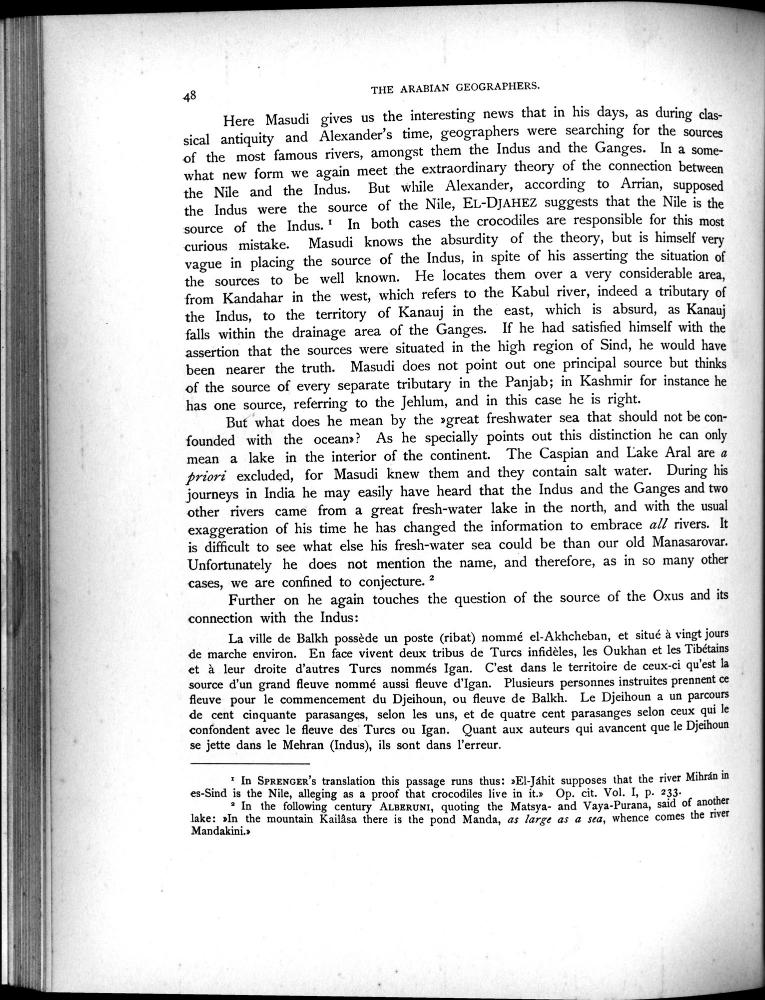 48
THE ARABIAN GEOGRAPHERS.
Here Masudi gives us the interesting news that in his days, as during clas-
sical antiquity and Alexander's time, geographers were searching for the sources
of the most famous rivers, amongst them the Indus and the Ganges. In a some-
what new form we again meet the extraordinary theory of the connection between
the Nile and the Indus. But while Alexander, according to Arrian, supposed
the Indus were the source of the Nile, EL-DJAHEZ suggests that the Nile is the
source of the Indus. ¹ In both cases the crocodiles are responsible for this most
curious mistake. Masudi knows the absurdity of the theory, but is himself very
vague in placing the source of the Indus, in spite of his asserting the situation of
the sources to be well known. He locates them over a very considerable area,
from Kandahar in the west, which refers to the Kabul river, indeed a tributary of
the Indus, to the territory of Kanauj in the east, which is absurd, as Kanauj
falls within the drainage area of the Ganges. If he had satisfied himself with the
assertion that the sources were situated in the high region of Sind, he would have
been nearer the truth. Masudi does not point out one principal source but thinks
of the source of every separate tributary in the Panjab; in Kashmir for instance he
has one source, referring to the Jehlum, and in this case he is right.
But what does he mean by the »great freshwater sea that should not be con-
founded with the ocean»? As he specially points out this distinction he can only
mean a lake in the interior of the continent. The Caspian and Lake Aral are a
priori excluded, for Masudi knew them and they contain salt water. During his
journeys in India he may easily have heard that the Indus and the Ganges and two
other rivers came from a great fresh-water lake in the north, and with the usual
exaggeration of his time he has changed the information to embrace all rivers. It
is difficult to see what else his fresh-water sea could be than our old Manasarovar.
Unfortunately he does not mention the name, and therefore, as in so many other
cases, we are confined to conjecture. ²
Further on he again touches the question of the source of the Oxus and its
connection with the Indus:
La ville de Balkh possède un poste (ribat) nommé el-Akhcheban, et situé à vingt jours
de marche environ. En face vivent deux tribus de Turcs infidèles, les Oukhan et les Tibétains
et à leur droite d'autres Turcs nommés Igan. C'est dans le territoire de ceux-ci qu'est la
source d'un grand fleuve nommé aussi fleuve d'Igan. Plusieurs personnes instruites prennent ce
fleuve pour le commencement du Djeihoun, ou fleuve de Balkh. Le Djeihoun a un parcours
de cent cinquante parasanges, selon les uns, et de quatre cent parasanges selon ceux qui le
confondent avec le fleuve des Turcs ou Igan. Quant aux auteurs qui avancent que le Djeihoun
se jette dans le Mehran (Indus), ils sont dans l'erreur.
¹ In SPRENGER's translation this passage runs thus: »El-Jáhit supposes that the river Mihrán in
es-Sind is the Nile, alleging as a proof that crocodiles live in it.» Op. cit. Vol. I, p. 233.
² In the following century ALBERUNI, quoting the Matsya- and Vaya-Purana, said of another
lake: »In the mountain Kailâsa there is the pond Manda, as large as a sea, whence comes the river
Mandakini.»